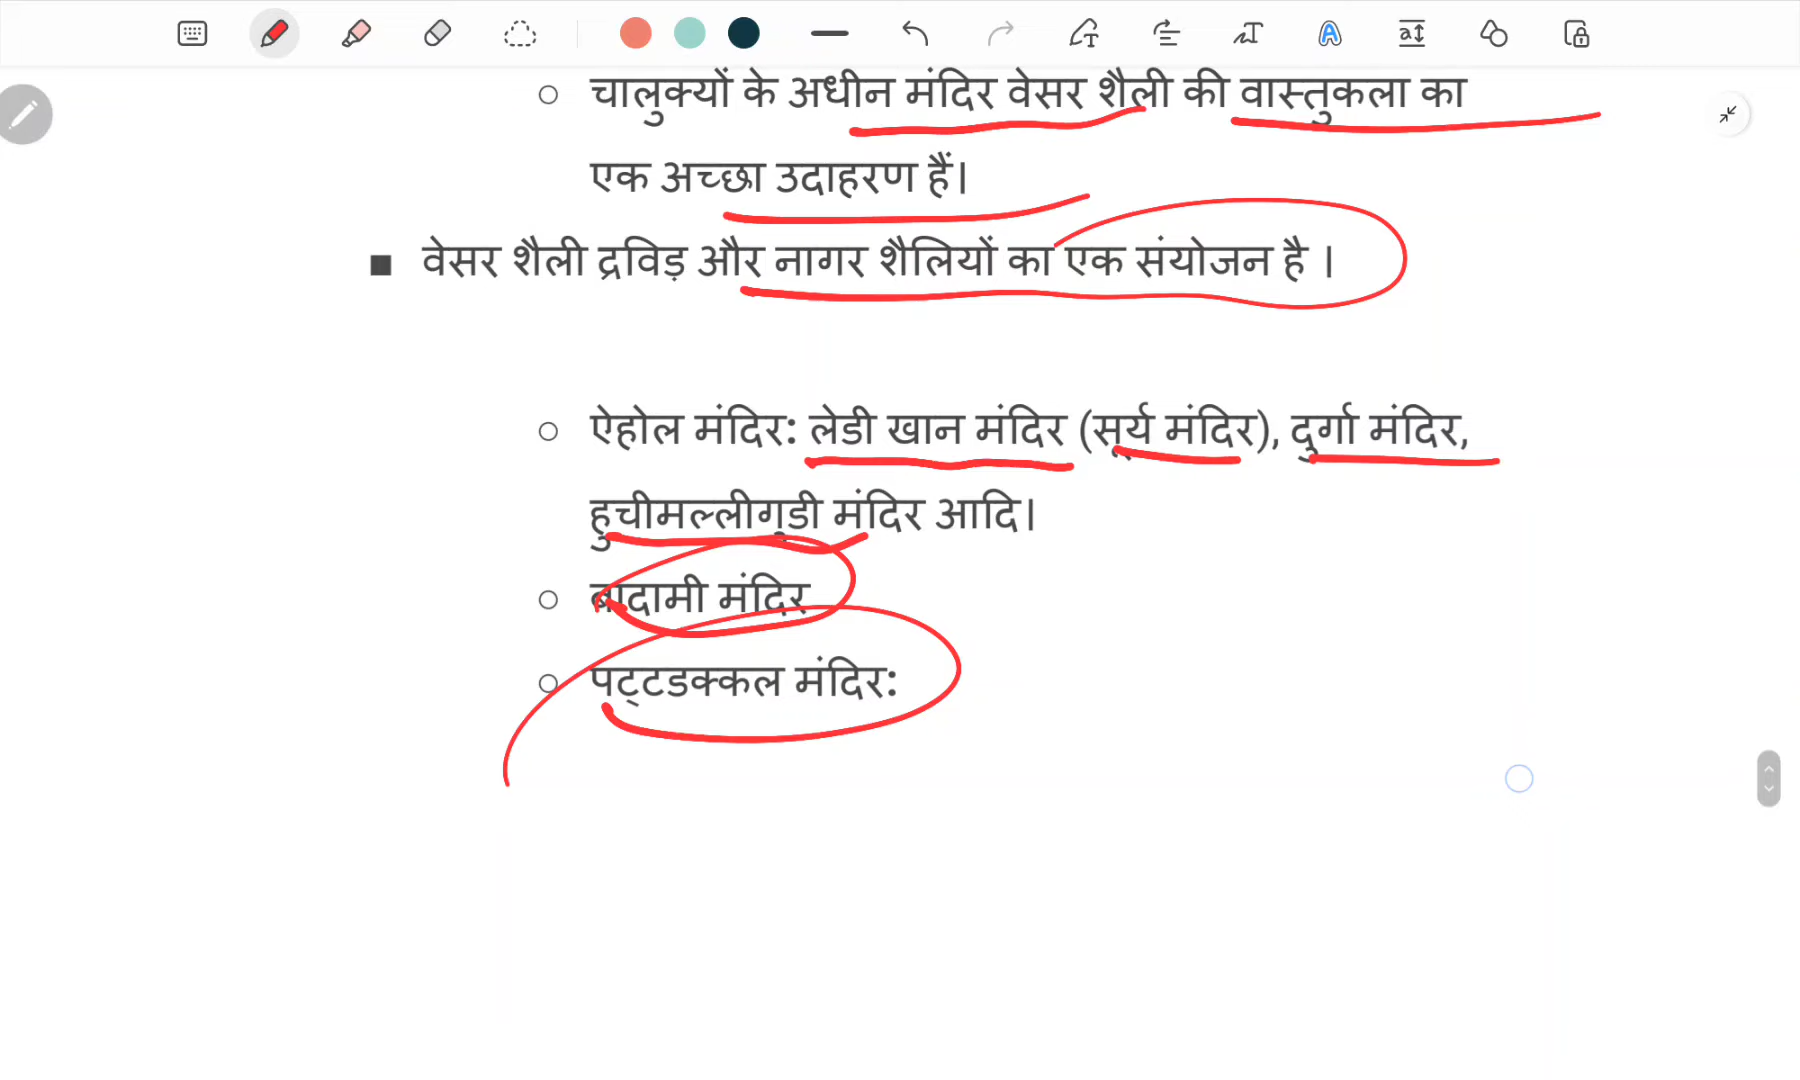 चालुक्यों के अधीन मंदिर वेसर शैली की वास्तुकला का
एक अच्छा उदाहरण हैं।
वेसर शैली द्रविड़ और नागर शैलियों का एक संयोजन है ।
ऐहोल मंदिर: लेडी खान मंदिर (सूर्य मंदिर), दुर्गा मंदिर,
हुचीमल्लीगुडी मंदिर आदि।
बादामी मंदिर
पट्टडक्कल मंदिर: